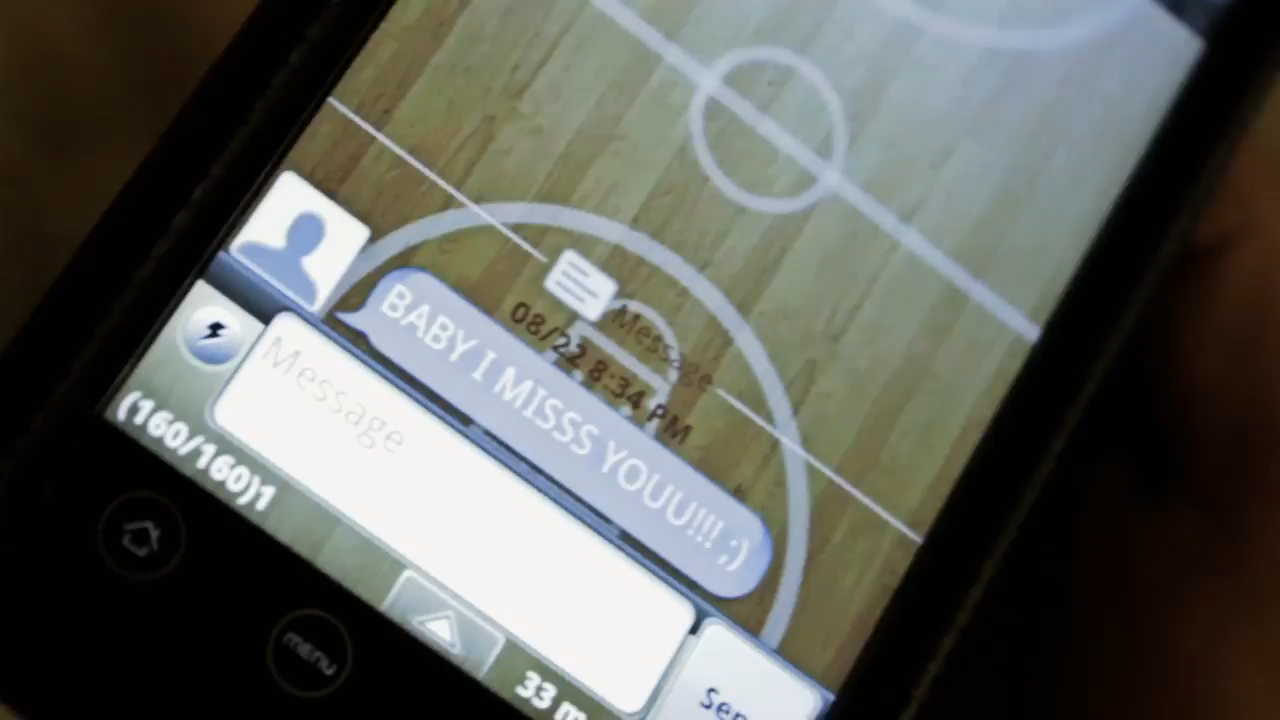 Message
08/22 8:34 PM
BABY I MISSS YOUU!!! ;)
Message
(160/160)1
33 m
Sen
menu